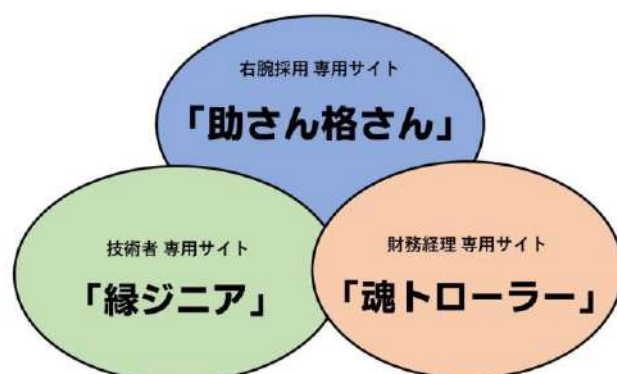 右腕採用 専用サイト
「助さん格さん」
技術者 専用サイト
「縁ジニア」
財務経理 専用サイト
「魂トローラー」